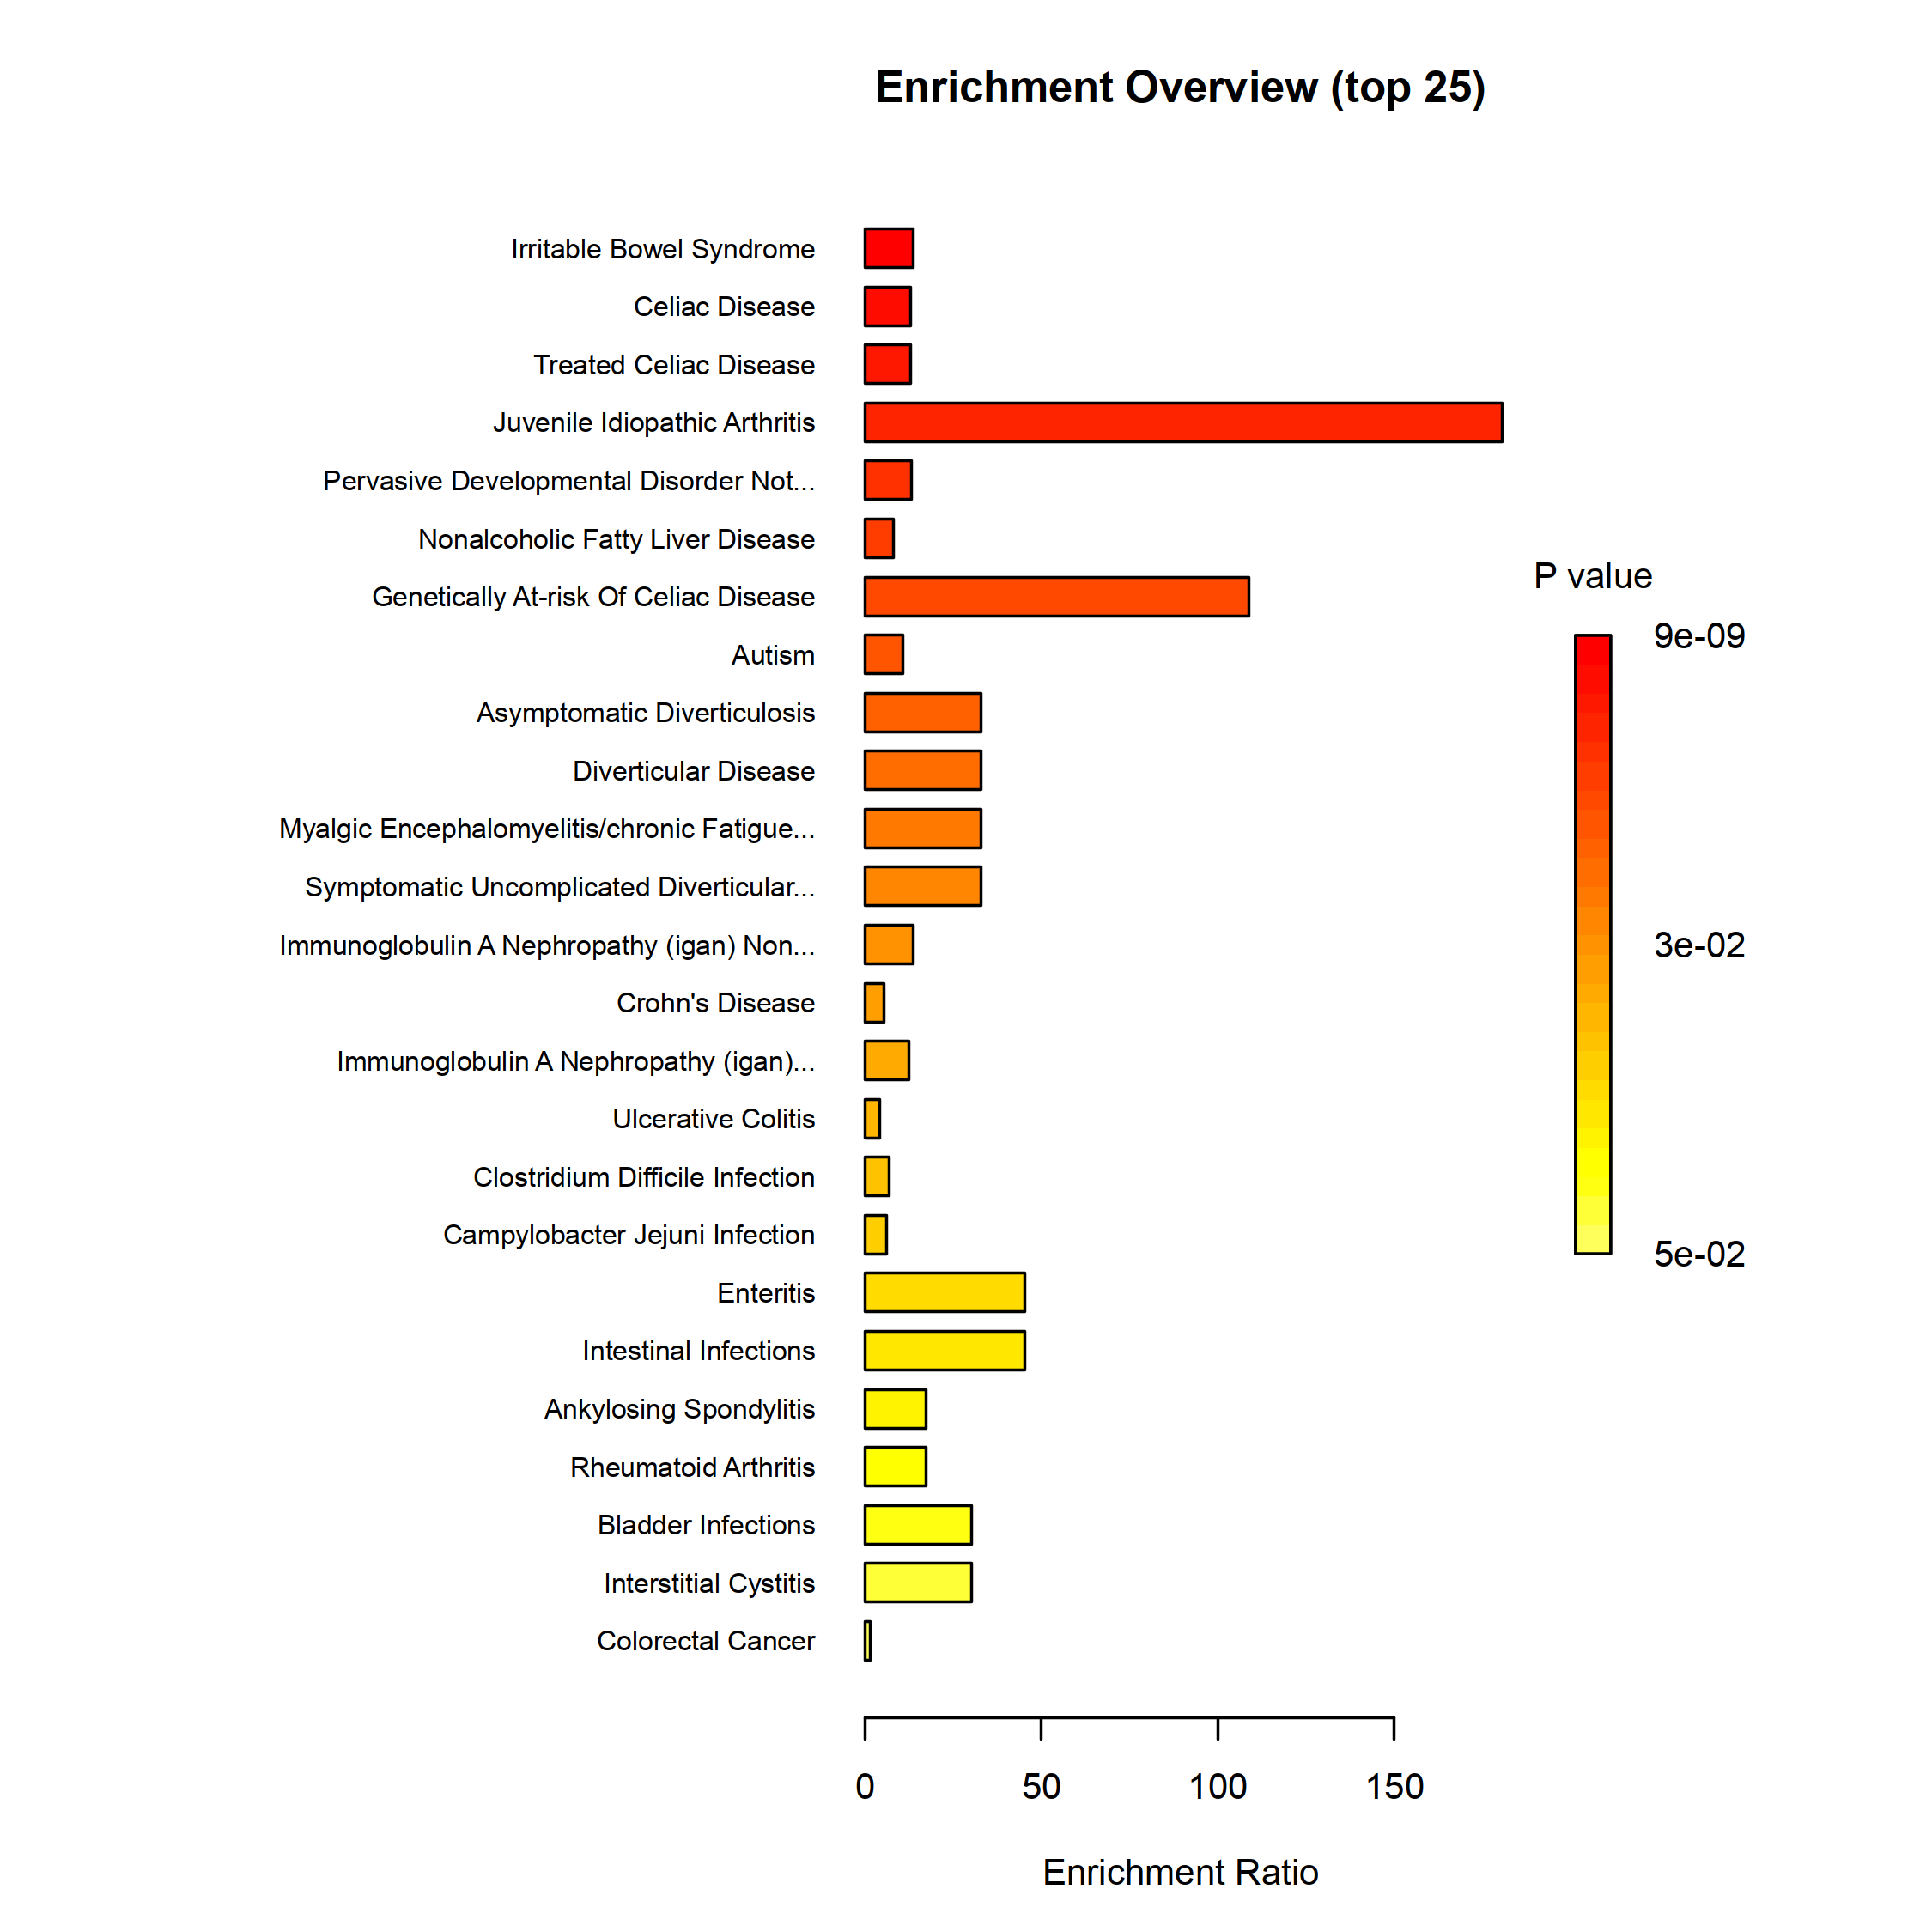 Enrichment Overview (top 25)
Irritable Bowel Syndrome
Celiac Disease
Treated Celiac Disease
Juvenile Idiopathic Arthritis
Pervasive Developmental Disorder Not...
Nonalcoholic Fatty Liver Disease
Genetically At-risk Of Celiac Disease
Autism
Asymptomatic Diverticulosis
Diverticular Disease
Myalgic Encephalomyelitis/chronic Fatigue...
Symptomatic Uncomplicated Diverticular...
Immunoglobulin A Nephropathy (igan) Non...
Crohn's Disease
Immunoglobulin A Nephropathy (igan)...
Ulcerative Colitis
Clostridium Difficile Infection
Campylobacter Jejuni Infection
Enteritis
Intestinal Infections
Ankylosing Spondylitis
Rheumatoid Arthritis
Bladder Infections
Interstitial Cystitis
Colorectal Cancer
0 50 100 150
Enrichment Ratio
P value
9e-09
3e-02
5e-02